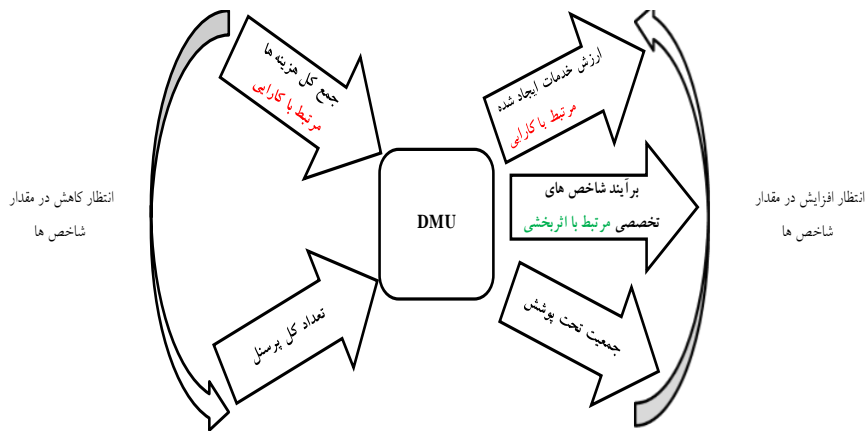 ارزش خدمات ایجاد شده
مرتبط با کارایی
جمع کل هزینه ها
مرتبط با کارایی
انتظار افزایش در مقدار
شاخص ها
برآیند شاخص های
تخصصی مرتبط با اثربخشی
DMU
انتظار کاهش در مقدار
شاخص ها
جمعیت تحت پوشش
تعداد کل پرسنل